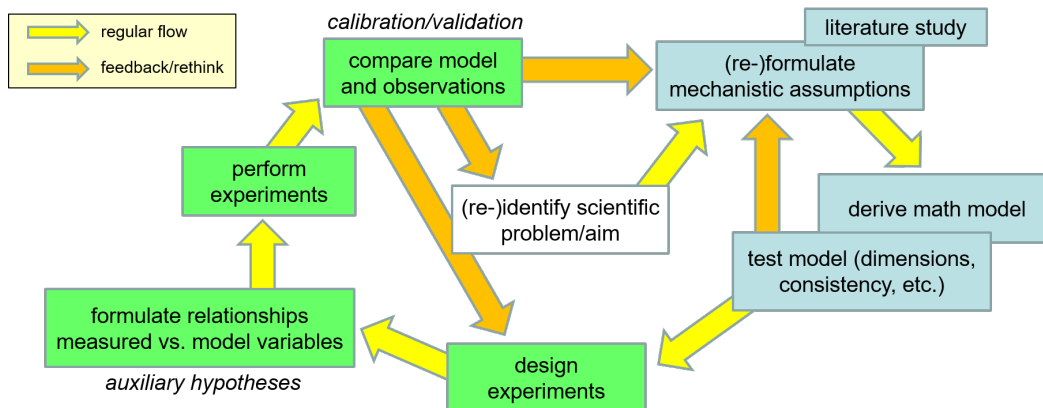 regular flow
feedback/rethink
calibration/validation
compare model
and observations
literature study
(re-)formulate
mechanistic assumptions
perform
experiments
(re-)identify scientific
problem/aim
derive math model
test model (dimensions,
consistency, etc.)
formulate relationships
measured vs. model variables
auxiliary hypotheses
design
experiments